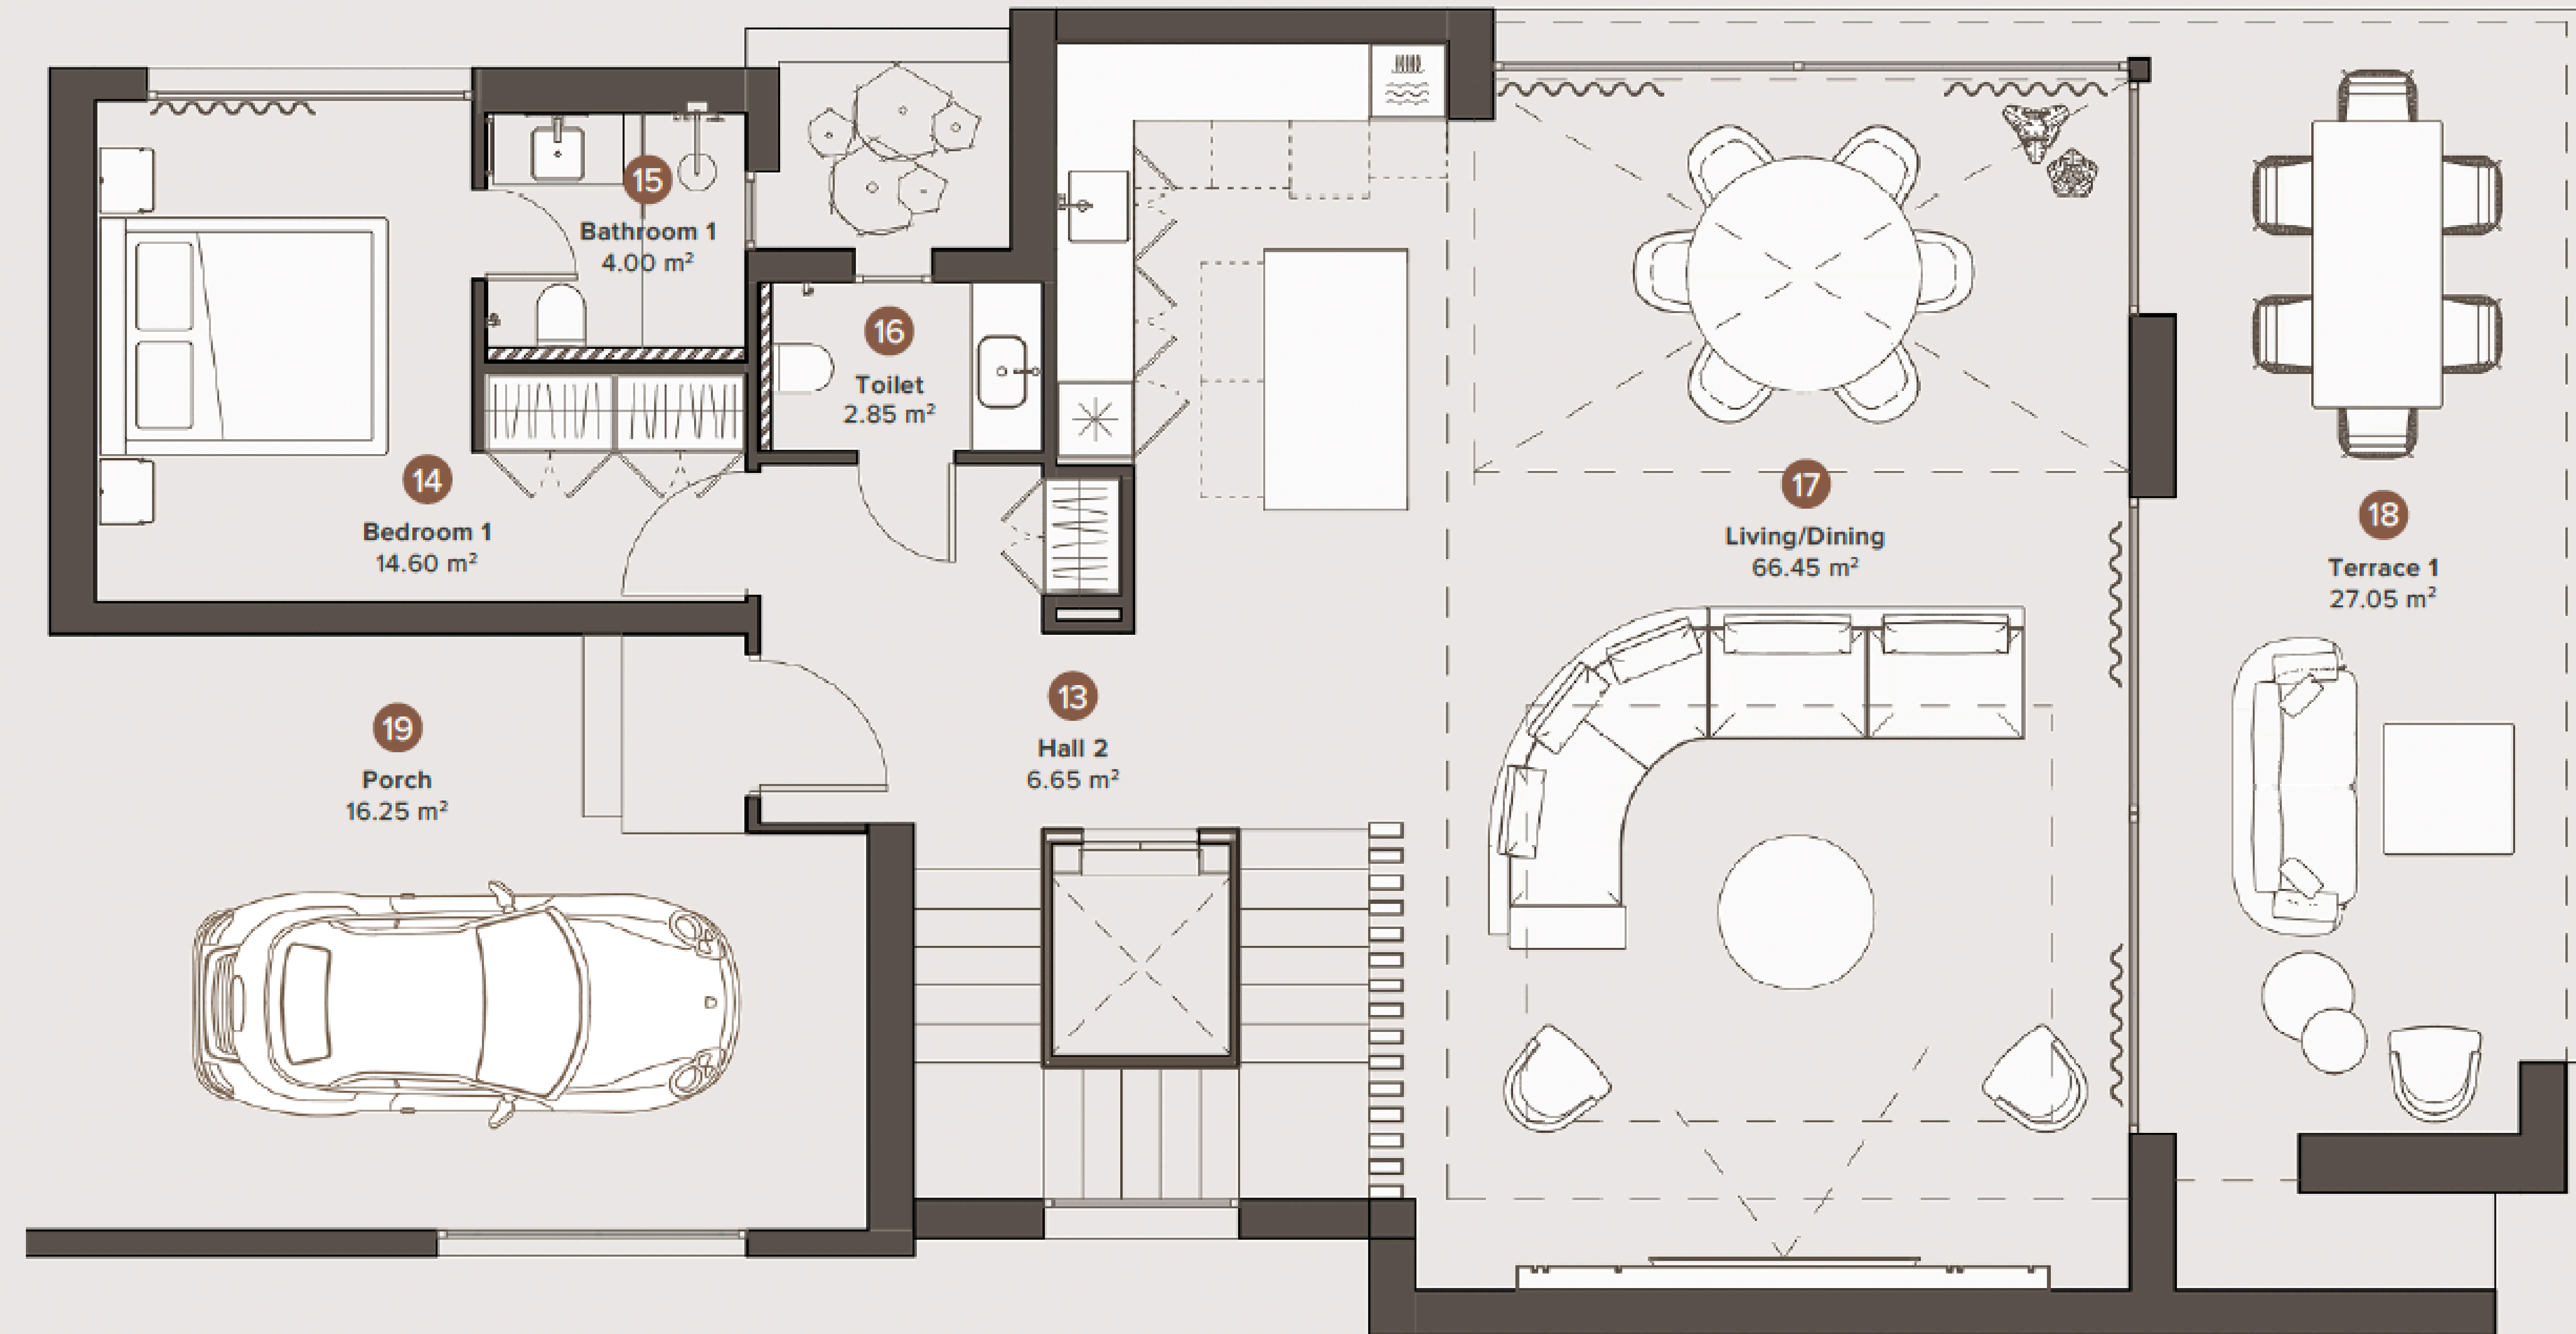 15
Bathroom 1
4.00 m²
16
Toilet
2.85 m²
14
Bedroom 1
14.60 m²
17
Living/Dining
66.45 m²
18
Terrace 1
27.05 m²
19
Porch
16.25 m²
13
Hall 2
6.65 m²